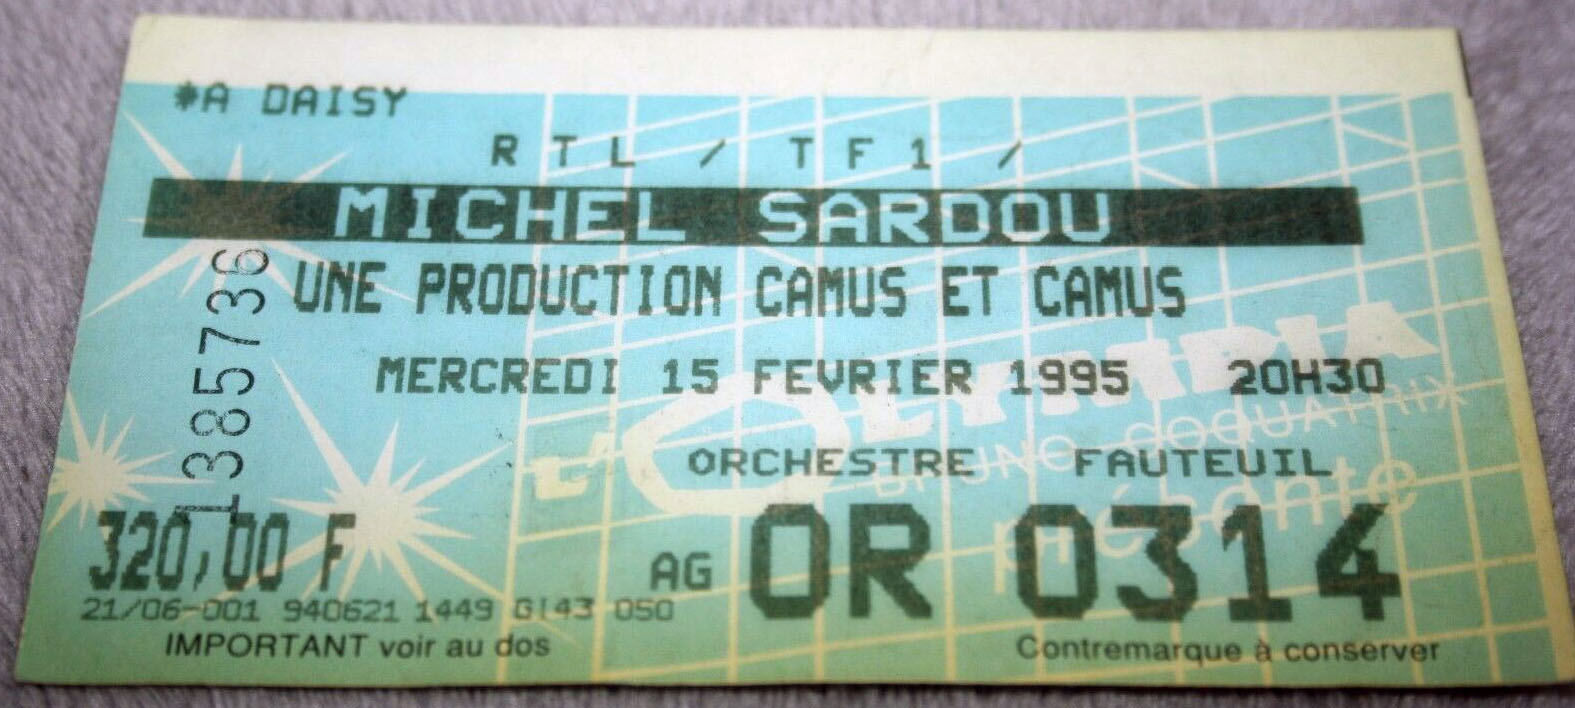 *A DAISY
RTL / TF1 /
MICHEL SARDOU
1385736
UNE PRODUCTION CAMUS ET CAMUS
MERCREDI 15 FEVRIER 1995 20H30
L'OLYMPIA
BRUNO COQUATRIX
présente
ORCHESTRE FAUTEUIL
320,00 F
AG OR 0314
21/06-001 940621 1449 GI43 050
IMPORTANT voir au dos
Contremarque à conserver